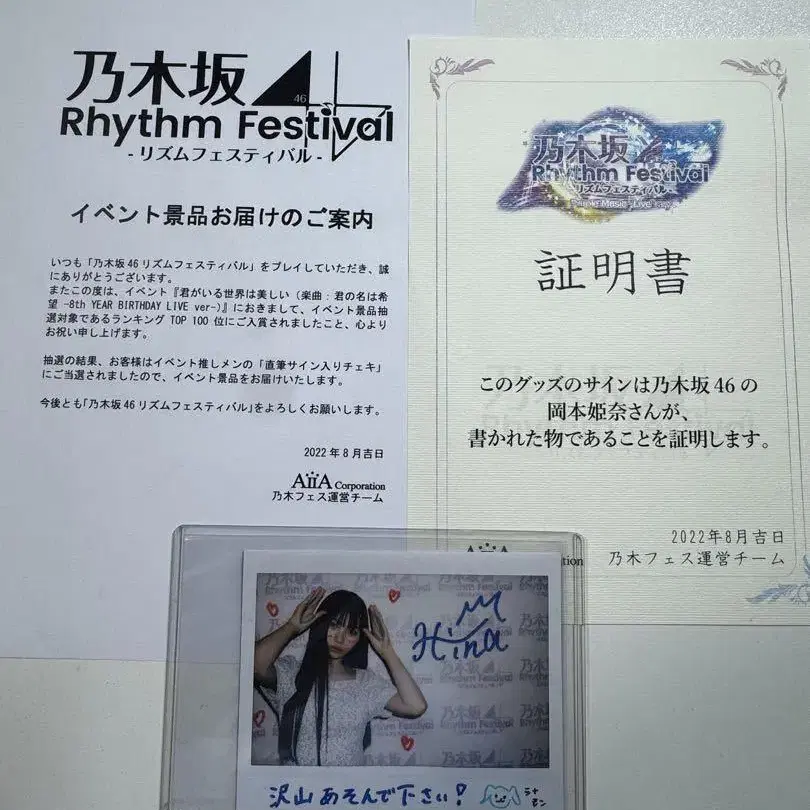 乃木坂46
Rhythm Festival
- リズムフェスティバル -
イベント景品お届けのご案内
いつも「乃木坂46リズムフェスティバル」をプレイしていただき、誠
にありがとうございます。
またこの度は、イベント『君がいる世界は美しい（楽曲：君の名は希
望 -8th YEAR BIRTHDAY LIVE ver-）』におきまして、イベント景品抽
選対象であるランキング TOP 100 位にご入賞されましたこと、心より
お祝い申し上げます。
抽選の結果、お客様はイベント推しメンの「直筆サイン入りチェキ」
にご当選されましたので、イベント景品をお届けいたします。
今後とも「乃木坂46リズムフェスティバル」をよろしくお願いします。
2022年8月吉日
AiiA Corporation
乃木フェス運営チーム
乃木坂
Rhythm Festival
リズムフェスティバル
証明書
このグッズのサインは乃木坂46の
岡本姫奈さんが、
書かれた物であることを証明します。
2022年8月吉日
乃木フェス運営チーム
Hina
沢山あそんで下さい！